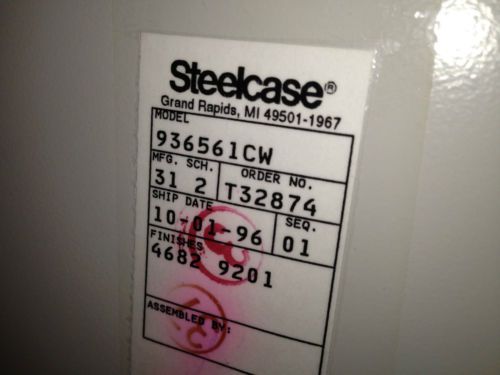 Steelcase®
Grand Rapids, MI 49501-1967
MODEL
936561CW
MFG. SCH. ORDER NO.
31 2 T32874
SHIP DATE SEQ.
10-01-96 01
FINISHES
4682 9201
ASSEMBLED BY: